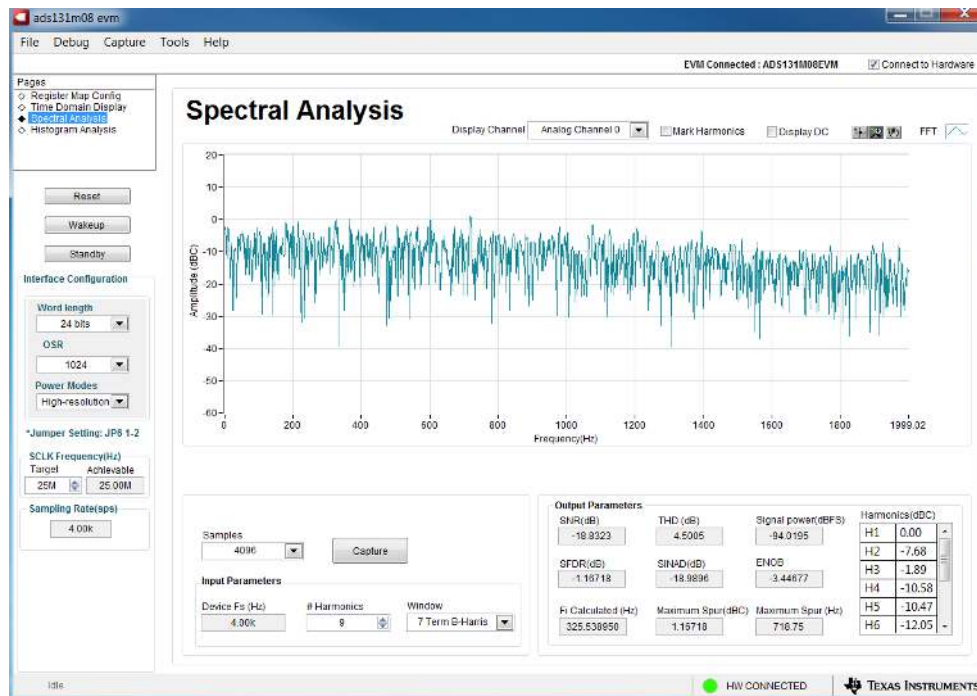 ads131m08 evm
File Debug Capture Tools Help
EVM Connected : ADS131M08EVM Connect to Hardware
Pages
Register Map Config
Time Domain Display
Spectral Analysis
Histogram Analysis
Reset
Wakeup
Standby
Interface Configuration
Word length
24 bits
OSR
1024
Power Modes
High-resolution
*Jumper Setting: JP6 1-2
SCLK Frequency(Hz)
Target Achievable
25M 25.00M
Sampling Rate(sps)
4.00k
Spectral Analysis
Display Channel Analog Channel 0 Mark Harmonics Display DC FFT
20
10
0
-10
-20
-30
-40
-50
-60
Amplitude (dBC)
0 200 400 600 800 1000 1200 1400 1600 1800 1999.02
Frequency(Hz)
Samples
4096
Capture
Input Parameters
Device Fs (Hz) # Harmonics Window
4.00k 9 7 Term B-Harris
Output Parameters
SNR(dB) THD (dB) Signal power(dBFS)
-18.8323 4.5005 -94.0195
SFDR(dB) SINAD(dB) ENOB
-1.16718 -18.9896 -3.44677
Fi Calculated (Hz) Maximum Spur(dBC) Maximum Spur (Hz)
325.538950 1.16718 718.75
Harmonics(dBC)
H1 0.00
H2 -7.68
H3 -1.89
H4 -10.58
H5 -10.47
H6 -12.05
Idle
HW CONNECTED
TEXAS INSTRUMENTS